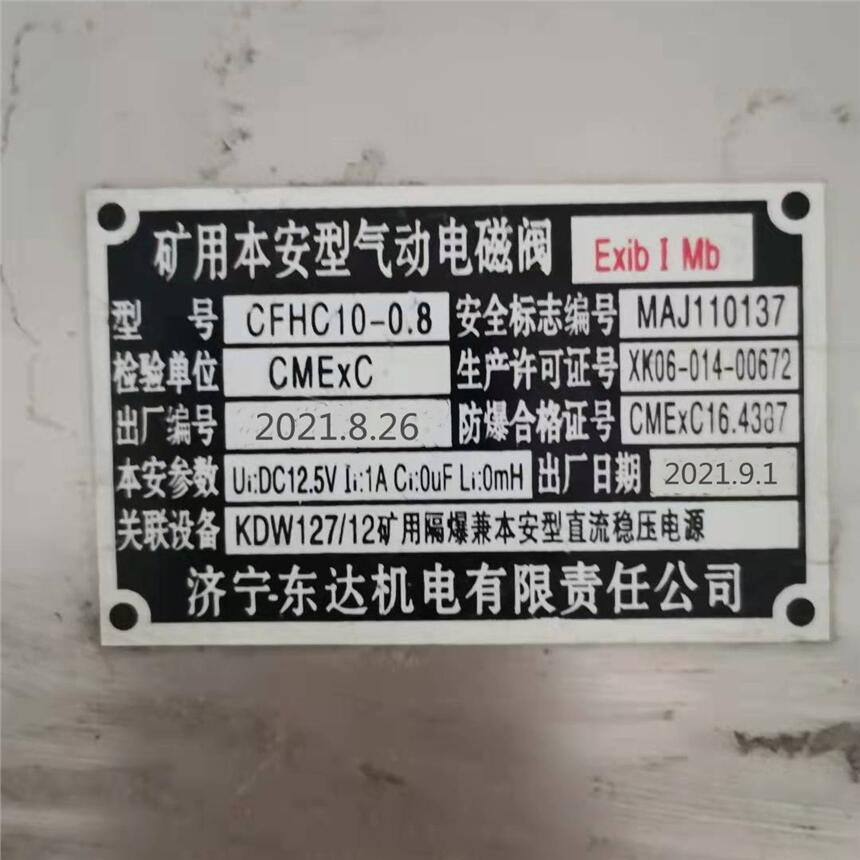 矿用本安型气动电磁阀 Exib I Mb
型 号 CFHC10-0.8 安全标志编号 MAJ110137
检验单位 CMExC 生产许可证号 XK06-014-00672
出厂编号 2021.8.26 防爆合格证号 CMExC16.4387
本安参数 Ui:DC12.5V Ii:1A Ci:0uF Li:0mH 出厂日期 2021.9.1
关联设备 KDW127/12矿用隔爆兼本安型直流稳压电源
济宁东达机电有限责任公司